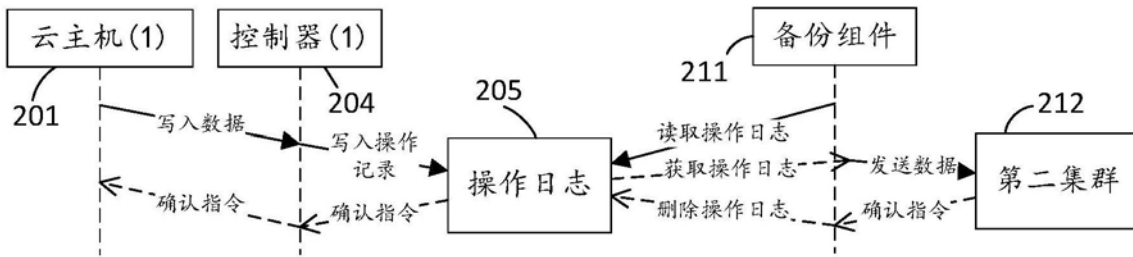 云主机(1)
控制器(1)
备份组件
201
204
205
211
212
写入数据
写入操作
记录
读取操作日志
操作日志
获取操作日志
发送数据
第二集群
确认指令
确认指令
删除操作日志
确认指令